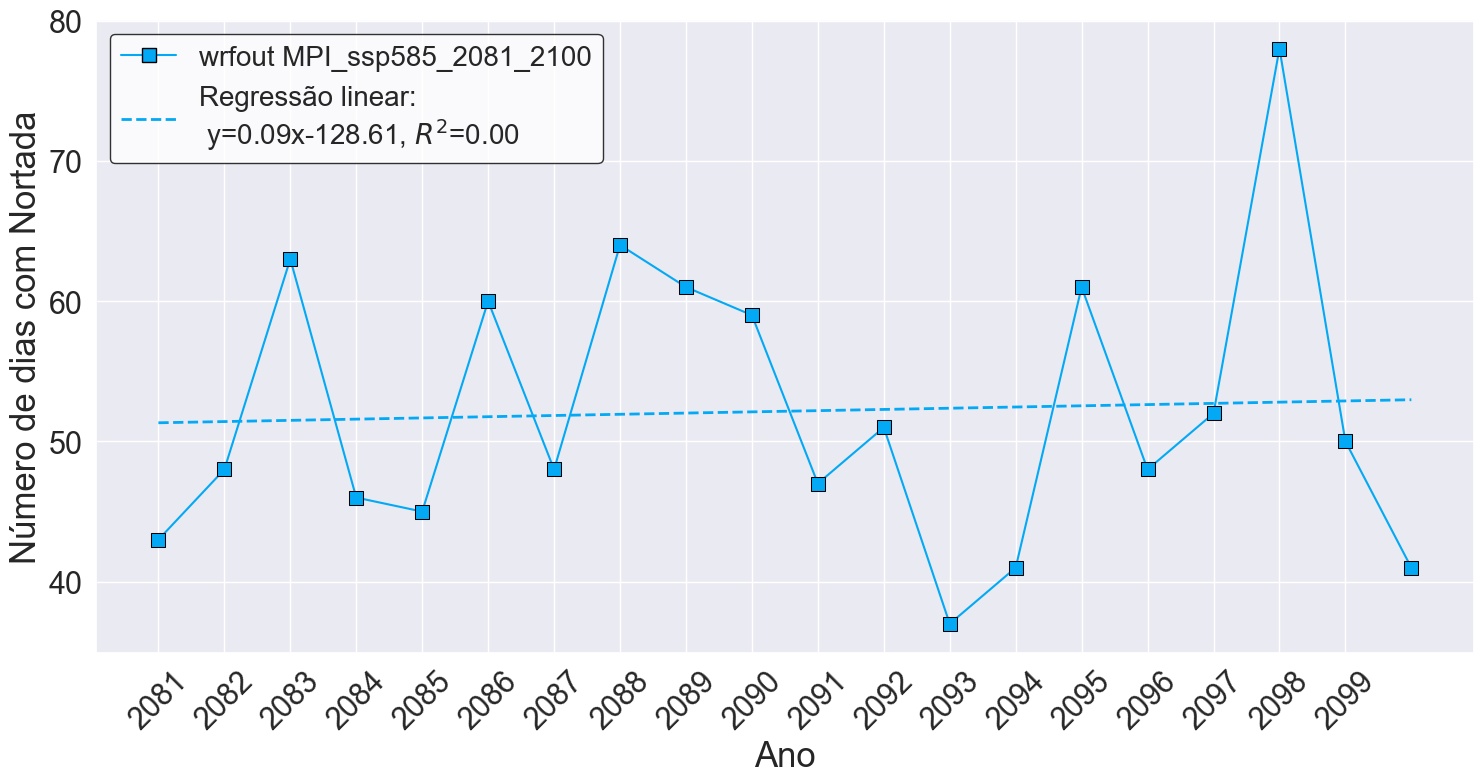 80
70
60
50
40
Número de dias com Nortada
wrfout MPI_ssp585_2081_2100
Regressão linear:
y=0.09x-128.61, R²=0.00
2081 2082 2083 2084 2085 2086 2087 2088 2089 2090 2091 2092 2093 2094 2095 2096 2097 2098 2099
Ano